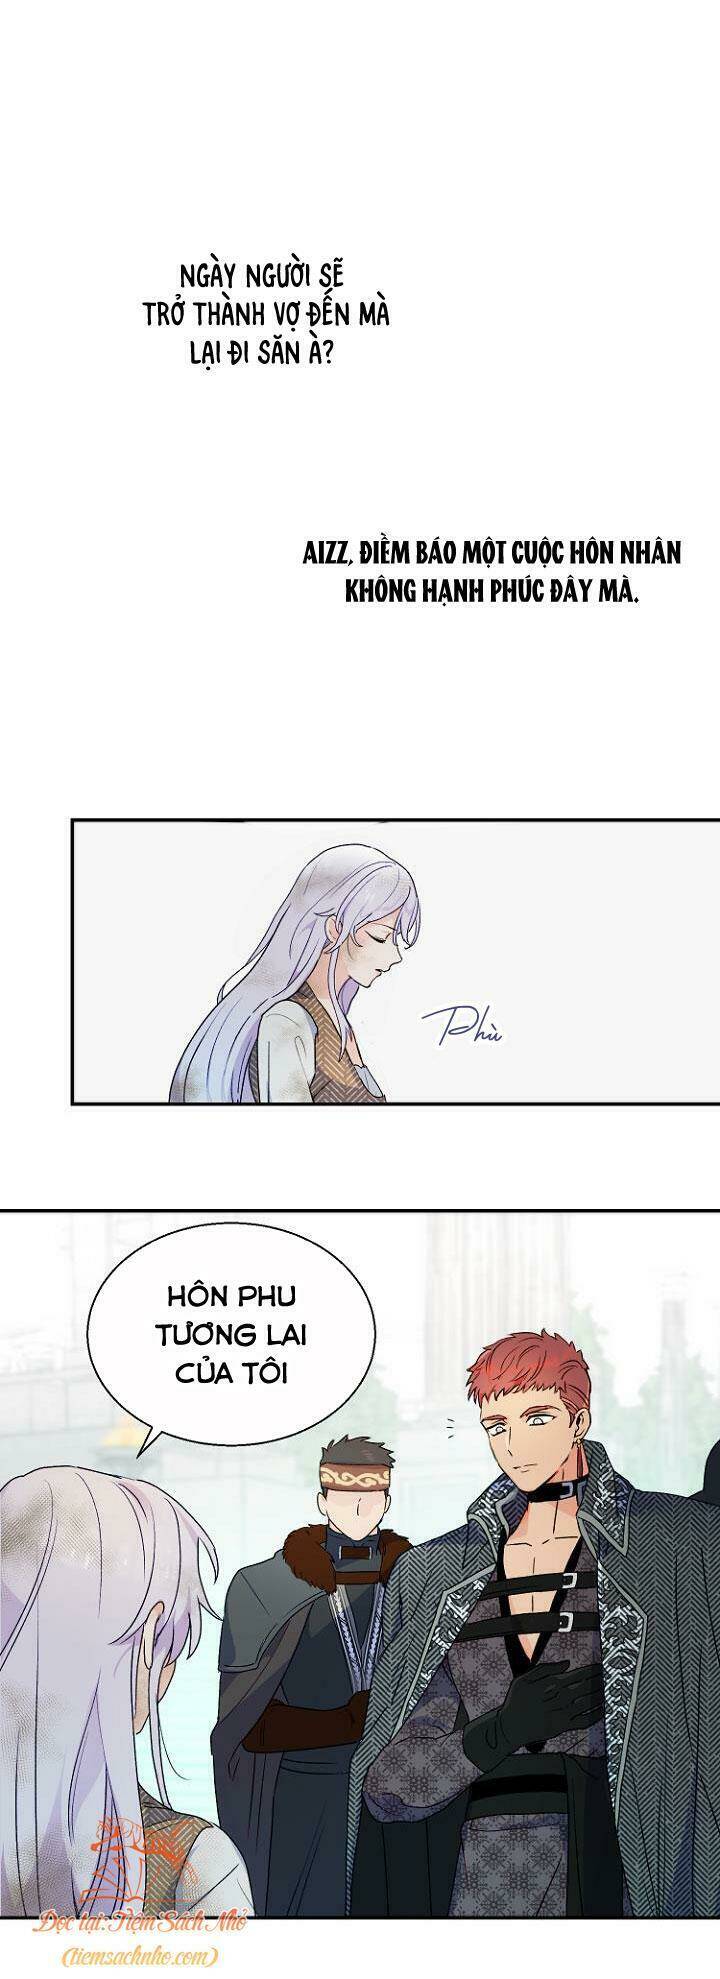 NGÀY NGƯỜI SẼ
TRỞ THÀNH VỢ ĐẾN MÀ
LẠI ĐI SĂN À?
AIZZ, ĐIỀM BÁO MỘT CUỘC HÔN NHÂN
KHÔNG HẠNH PHÚC ĐÂY MÀ.
Phù
HÔN PHU
TƯƠNG LAI
CỦA TÔI
Đọc tại: Tiệm Sách Nhỏ
(tiemsachnho.com)